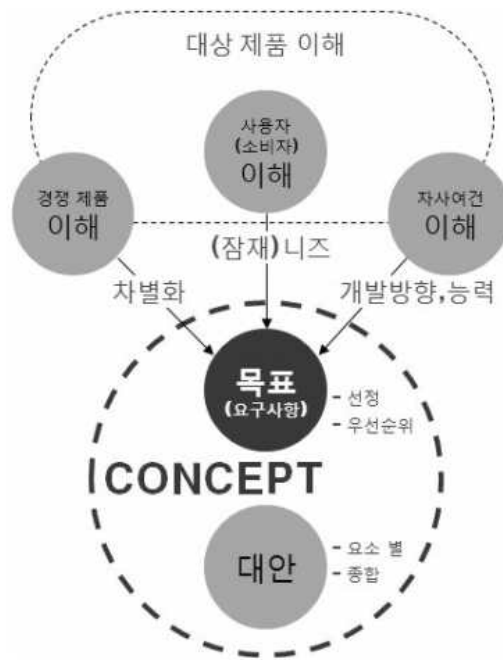 대상 제품 이해
사용자
(소비자)
이해
경쟁 제품
이해
자사여건
이해
(잠재) 니즈
차별화
개발방향,능력
목표
(요구사항)
- 선정
- 우선순위
CONCEPT
대안
- 요소 별
- 종합